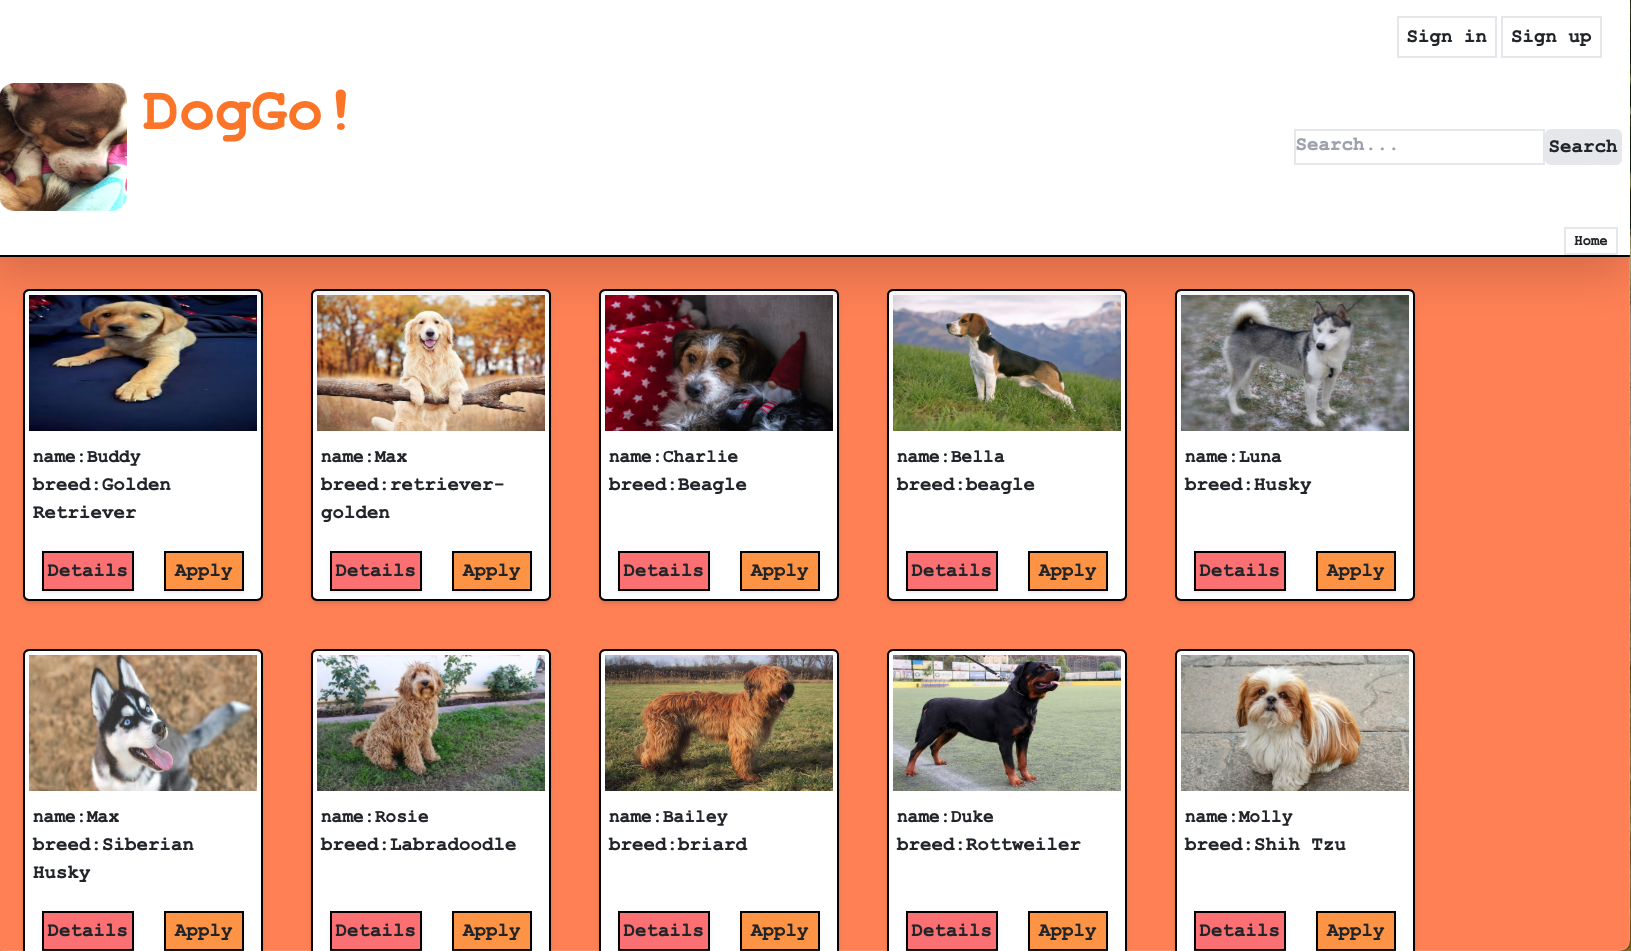 Sign in Sign up
DogGo!
Search... Search
Home
name:Buddy
breed:Golden
Retriever
Details Apply
name:Max
breed:retriever-
golden
Details Apply
name:Charlie
breed:Beagle
Details Apply
name:Bella
breed:beagle
Details Apply
name:Luna
breed:Husky
Details Apply
name:Max
breed:Siberian
Husky
Details Apply
name:Rosie
breed:Labradoodle
Details Apply
name:Bailey
breed:briard
Details Apply
name:Duke
breed:Rottweiler
Details Apply
name:Molly
breed:Shih Tzu
Details Apply